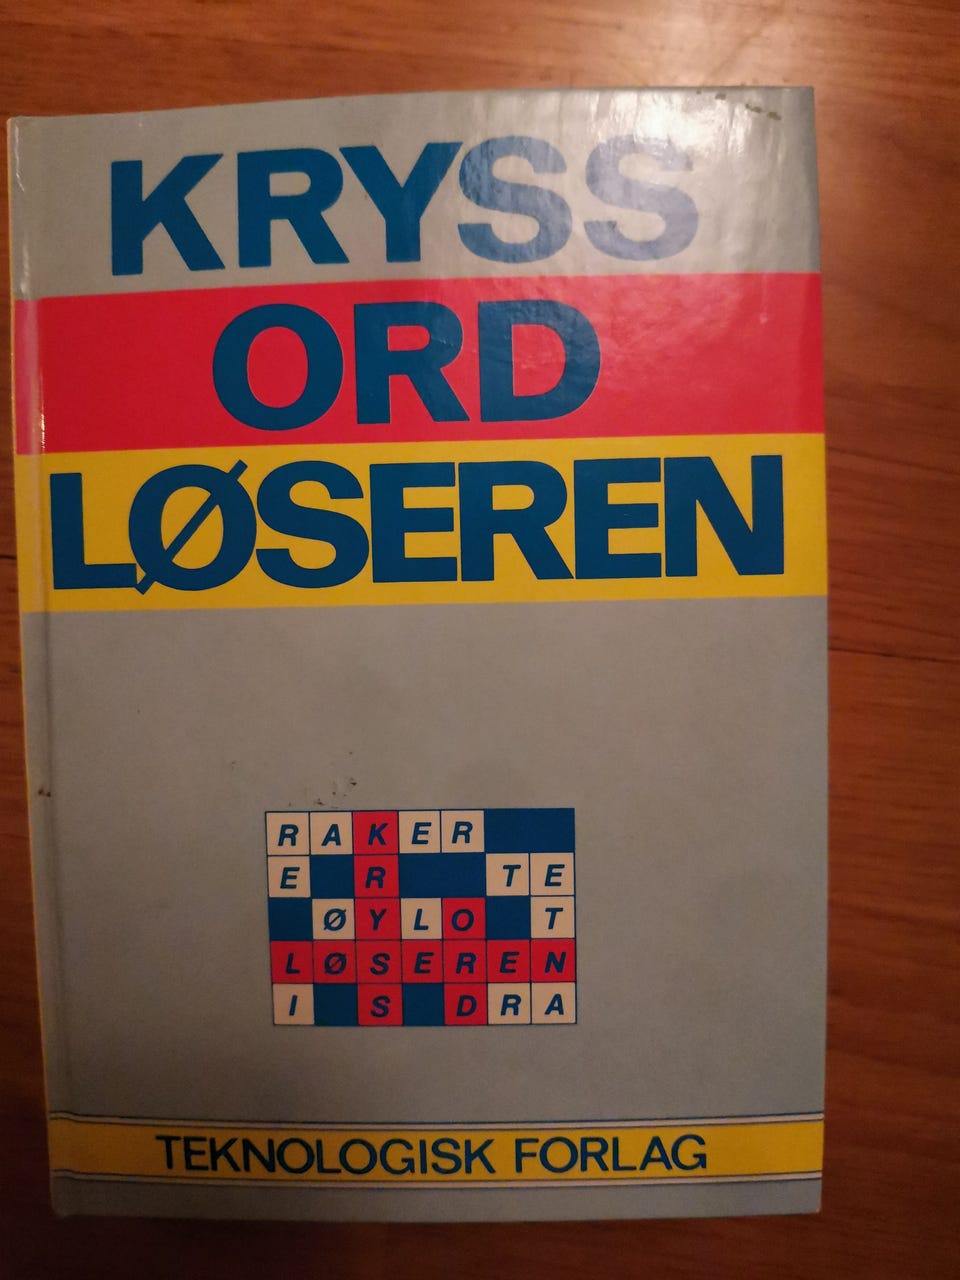 KRYSS
ORD
LØSEREN
RAKER
E R TE
ØYLO T
LØSEREN
I S DRA
TEKNOLOGISK FORLAG